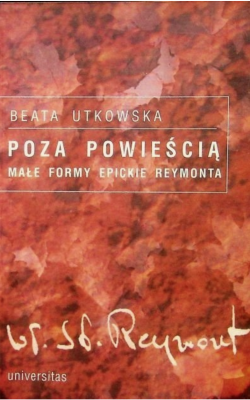 BEATA UTKOWSKA
POZA POWIEŚCIĄ
MAŁE FORMY EPICKIE REYMONTA
Wł. St. Reymont
universitas